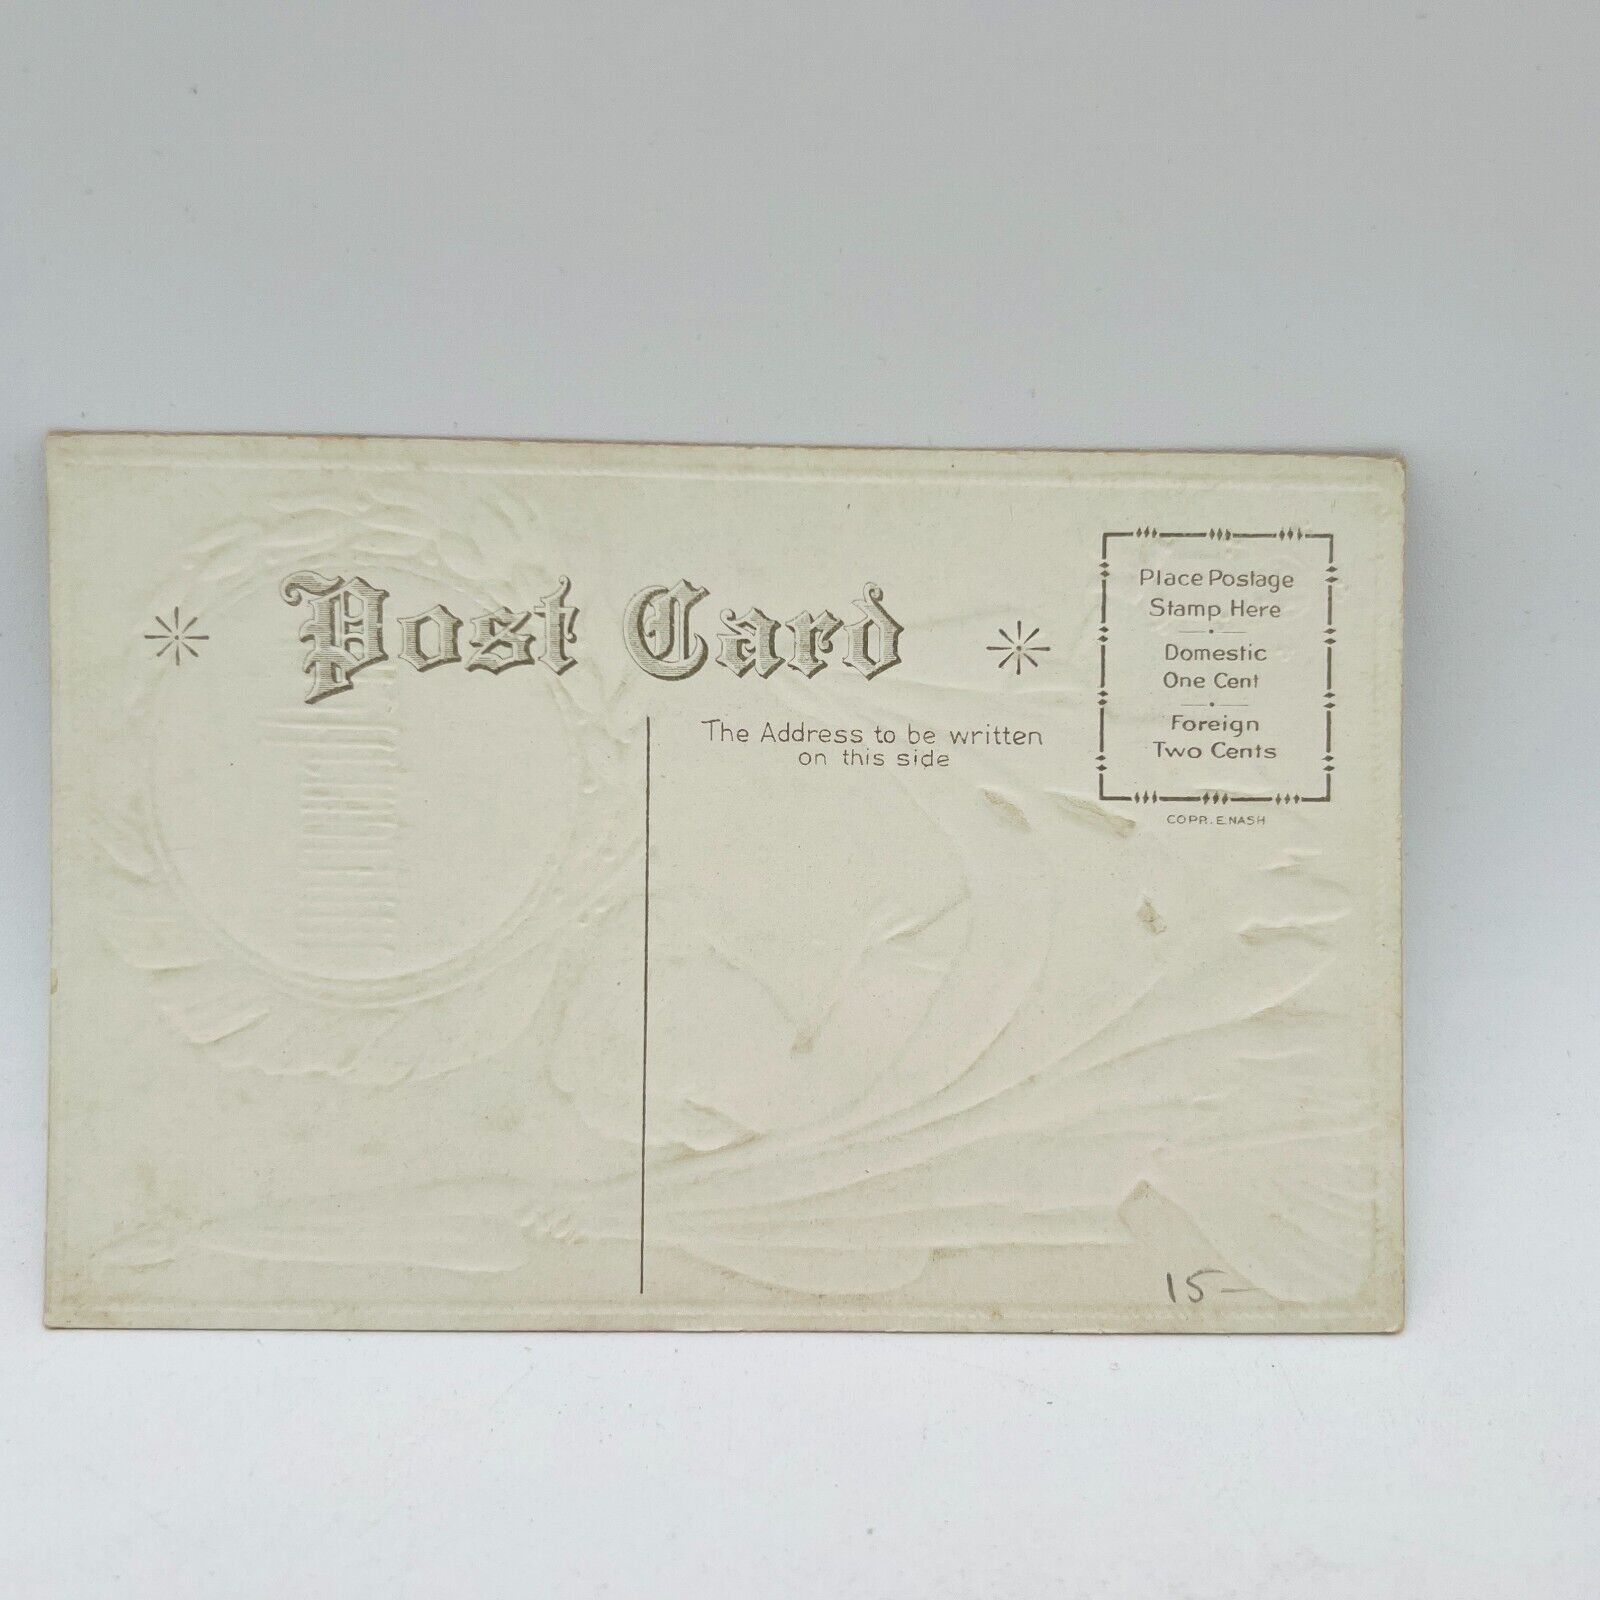 Post Card
The Address to be written
on this side
Place Postage
Stamp Here
Domestic
One Cent
Foreign
Two Cents
COPR. E. NASH
15-